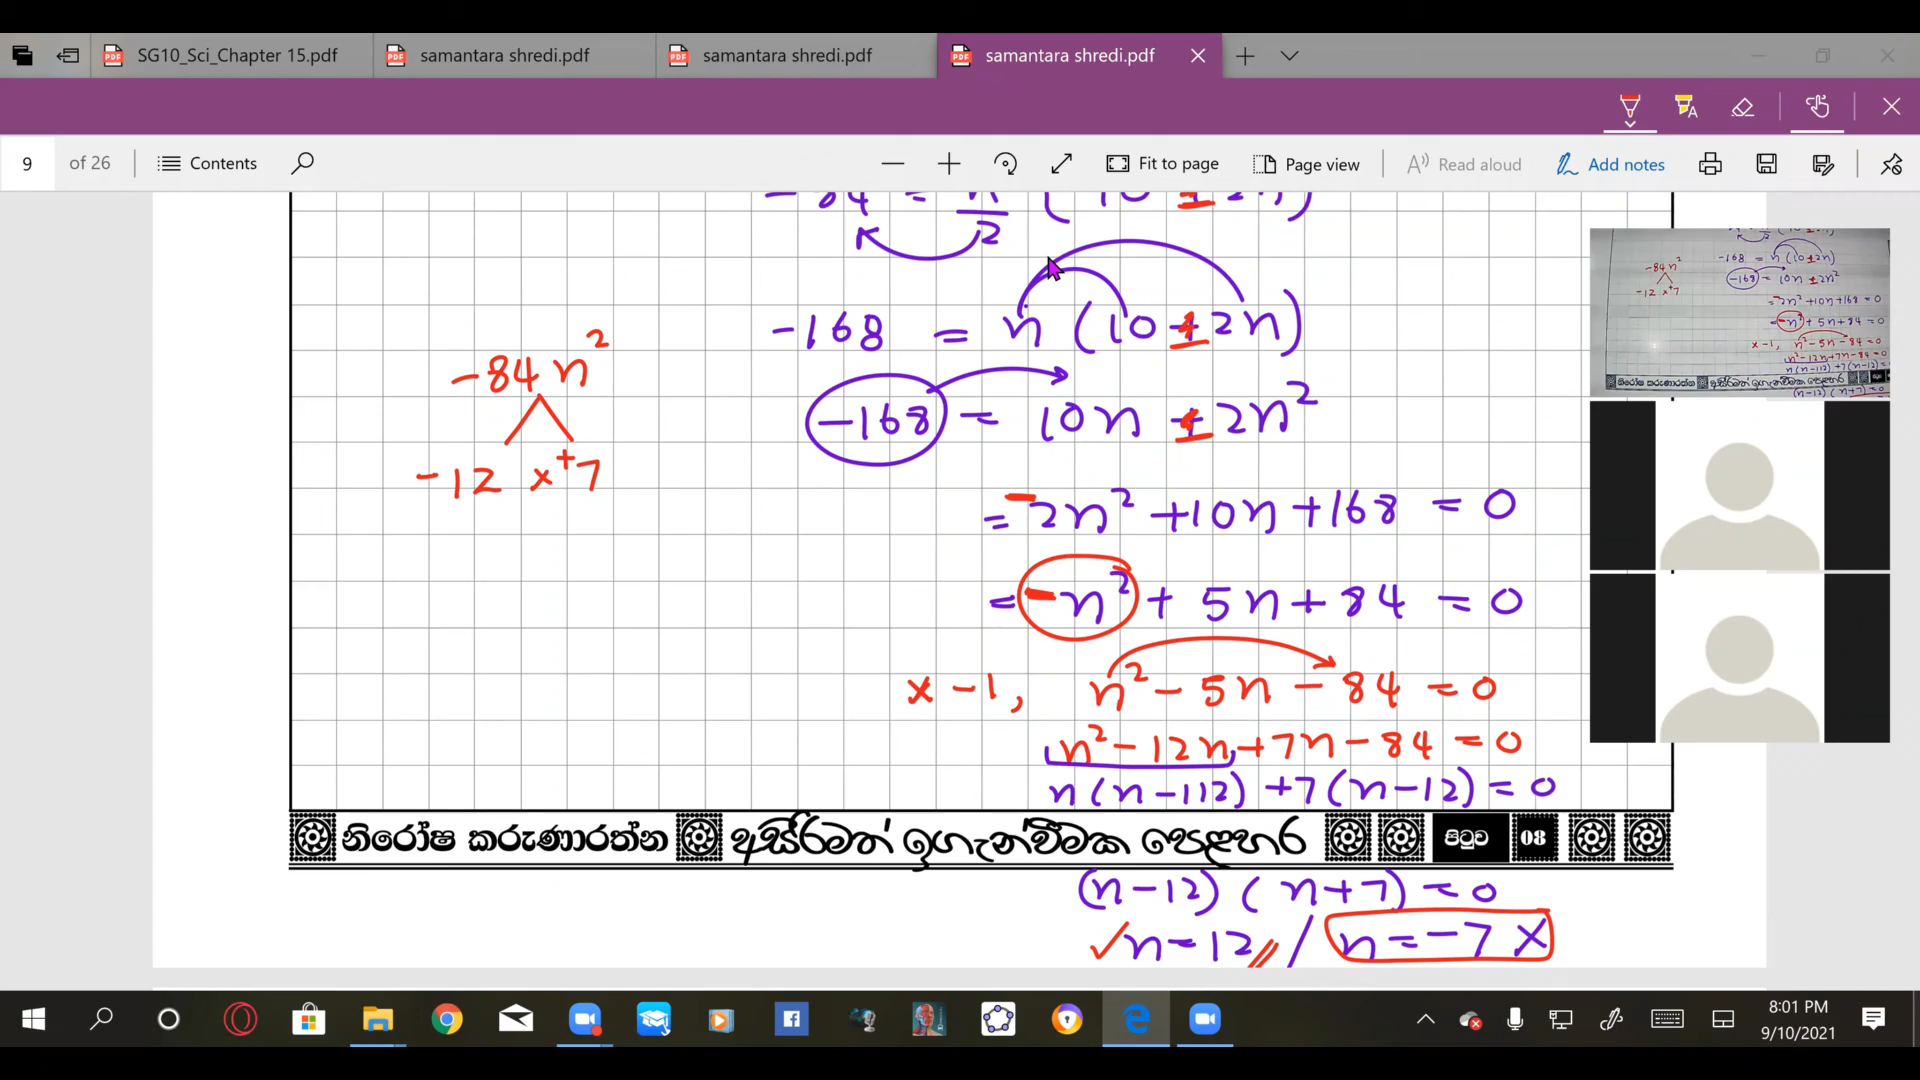 SG10_Sci_Chapter 15.pdf
samantara shredi.pdf
samantara shredi.pdf
samantara shredi.pdf
9 of 26
Contents
Fit to page
Page view
Read aloud
Add notes
-168 = n (10 - 2n)
-168 = 10n - 2n²
= -2n² + 10n + 168 = 0
= -n² + 5n + 84 = 0
x -1, n² - 5n - 84 = 0
n² - 12n + 7n - 84 = 0
n(n-112) + 7(n-12) = 0
-84n²
-12 x +7
නිරෝෂ කරුණාරත්න
අසිරිමත් ඉගැන්වීමක පෙළහර
පිටුව 08
(n-12) (n+7) = 0
✓ n=12 // / n=-7 X
8:01 PM
9/10/2021